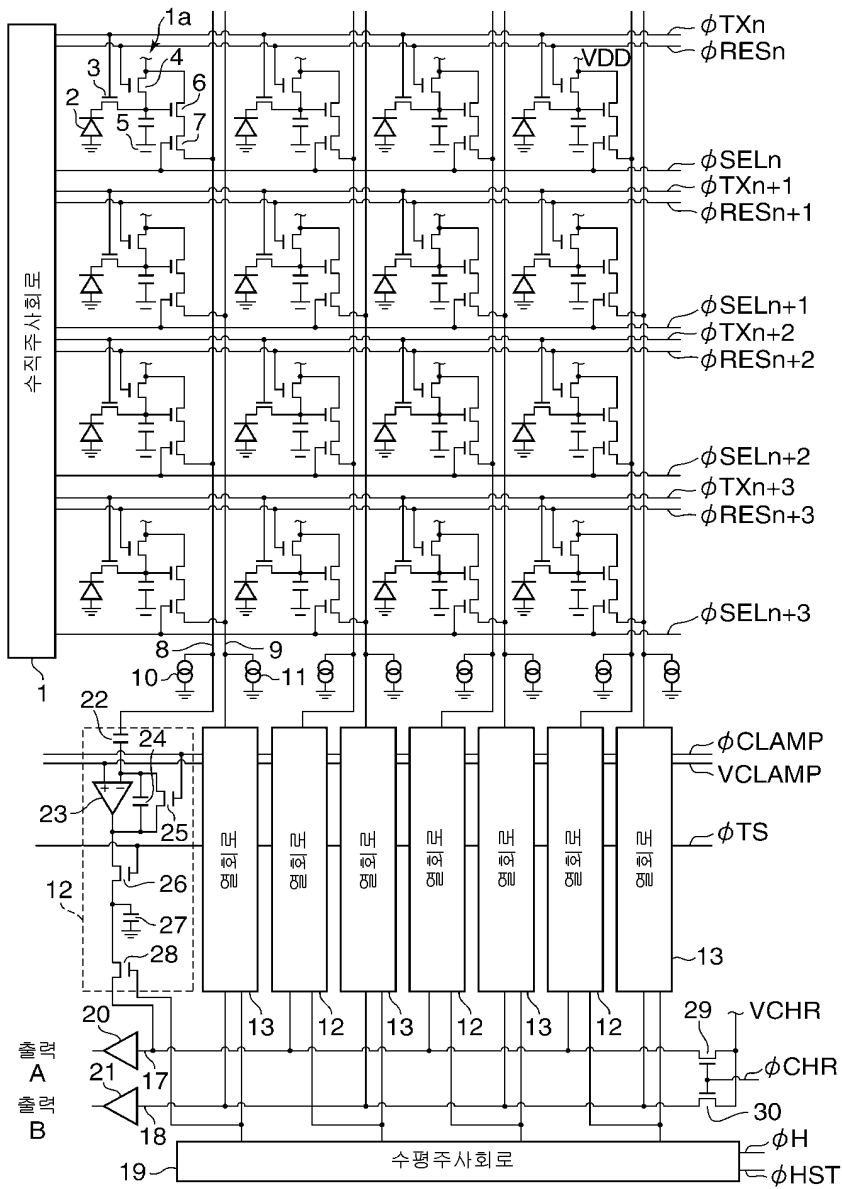 1a
φTXn
φRESn
3
4
VDD
6
2
5
7
φSELn
φTXn+1
φRESn+1
수직주사회로
φSELn+1
φTXn+2
φRESn+2
φSELn+2
φTXn+3
φRESn+3
φSELn+3
8
9
1
10
11
22
24
φCLAMP
VCLAMP
+
−
23
25
φTS
열회로
열회로
열회로
열회로
열회로
열회로
열회로
26
12
27
28
13
13
12
13
12
13
12
29
VCHR
20
출력
A
17
φCHR
21
출력
B
18
30
φH
19
수평주사회로
φHST